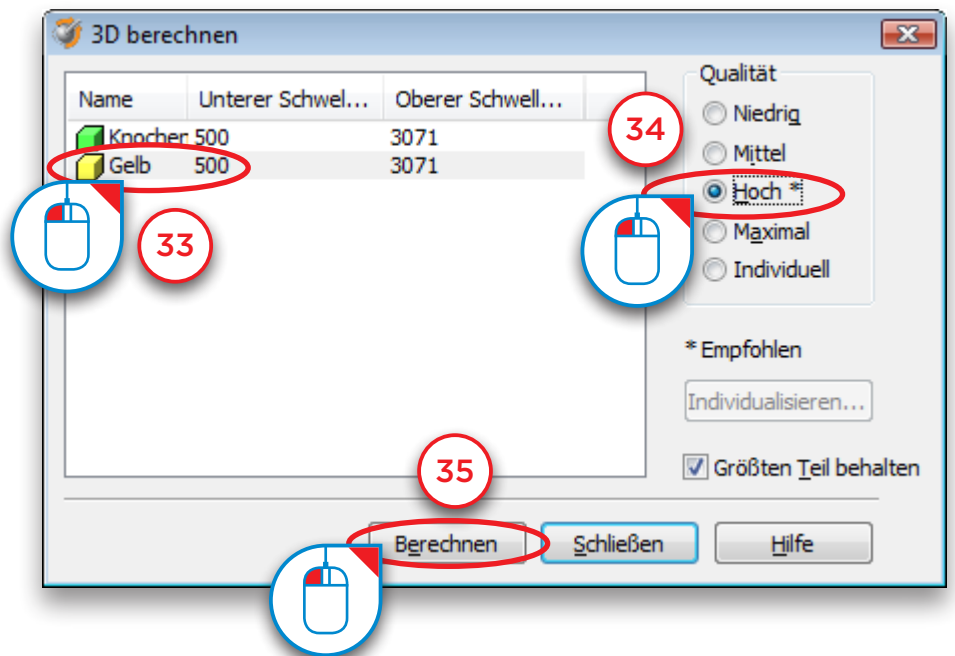 3D berechnen
Name Unterer Schwel... Oberer Schwell...
Knochen 500 3071
Gelb 500 3071
33
34
Qualität
Niedrig
Mittel
Hoch *
Maximal
Individuell
* Empfohlen
Individualisieren...
Größten Teil behalten
35
Berechnen Schließen Hilfe